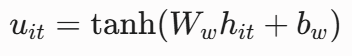 u_{it} = tanh(W_w h_{it} + b_w)